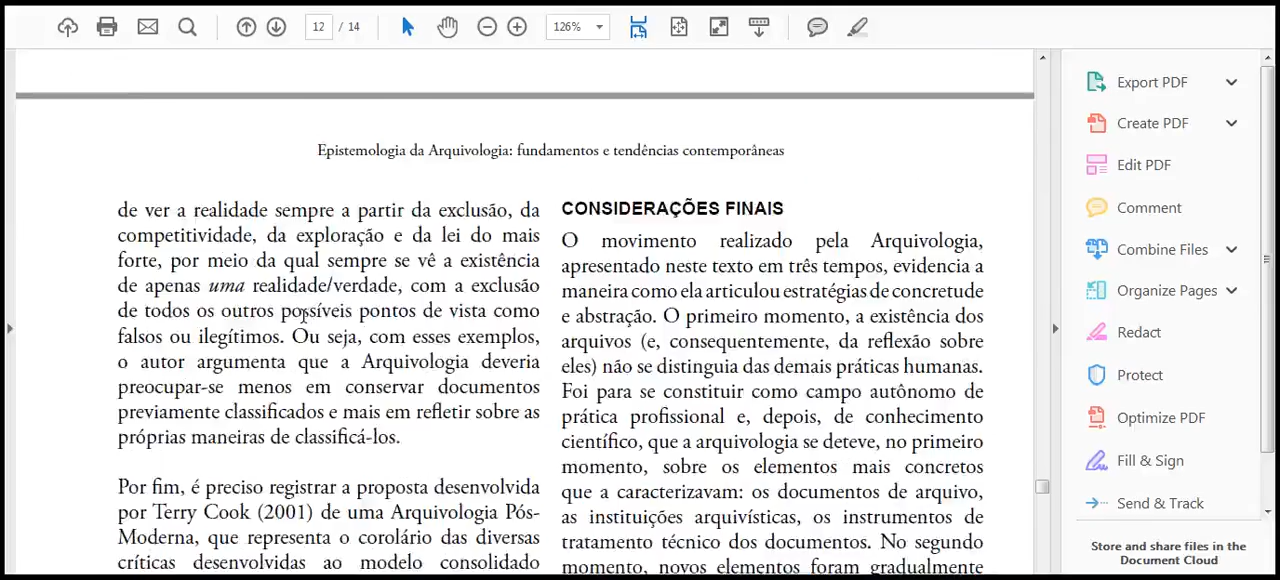 12 / 14
126%
Epistemologia da Arquivologia: fundamentos e tendências contemporâneas
de ver a realidade sempre a partir da exclusão, da
competitividade, da exploração e da lei do mais
forte, por meio da qual sempre se vê a existência
de apenas uma realidade/verdade, com a exclusão
de todos os outros possíveis pontos de vista como
falsos ou ilegítimos. Ou seja, com esses exemplos,
o autor argumenta que a Arquivologia deveria
preocupar-se menos em conservar documentos
previamente classificados e mais em refletir sobre as
próprias maneiras de classificá-los.
Por fim, é preciso registrar a proposta desenvolvida
por Terry Cook (2001) de uma Arquivologia Pós-
Moderna, que representa o corolário das diversas
críticas desenvolvidas ao modelo consolidado
CONSIDERAÇÕES FINAIS
O movimento realizado pela Arquivologia,
apresentado neste texto em três tempos, evidencia a
maneira como ela articulou estratégias de concretude
e abstração. O primeiro momento, a existência dos
arquivos (e, consequentemente, da reflexão sobre
eles) não se distinguia das demais práticas humanas.
Foi para se constituir como campo autônomo de
prática profissional e, depois, de conhecimento
científico, que a arquivologia se deteve, no primeiro
momento, sobre os elementos mais concretos
que a caracterizavam: os documentos de arquivo,
as instituições arquivísticas, os instrumentos de
tratamento técnico dos documentos. No segundo
momento, novos elementos foram gradualmente
Export PDF
Create PDF
Edit PDF
Comment
Combine Files
Organize Pages
Redact
Protect
Optimize PDF
Fill & Sign
Send & Track
Store and share files in the
Document Cloud